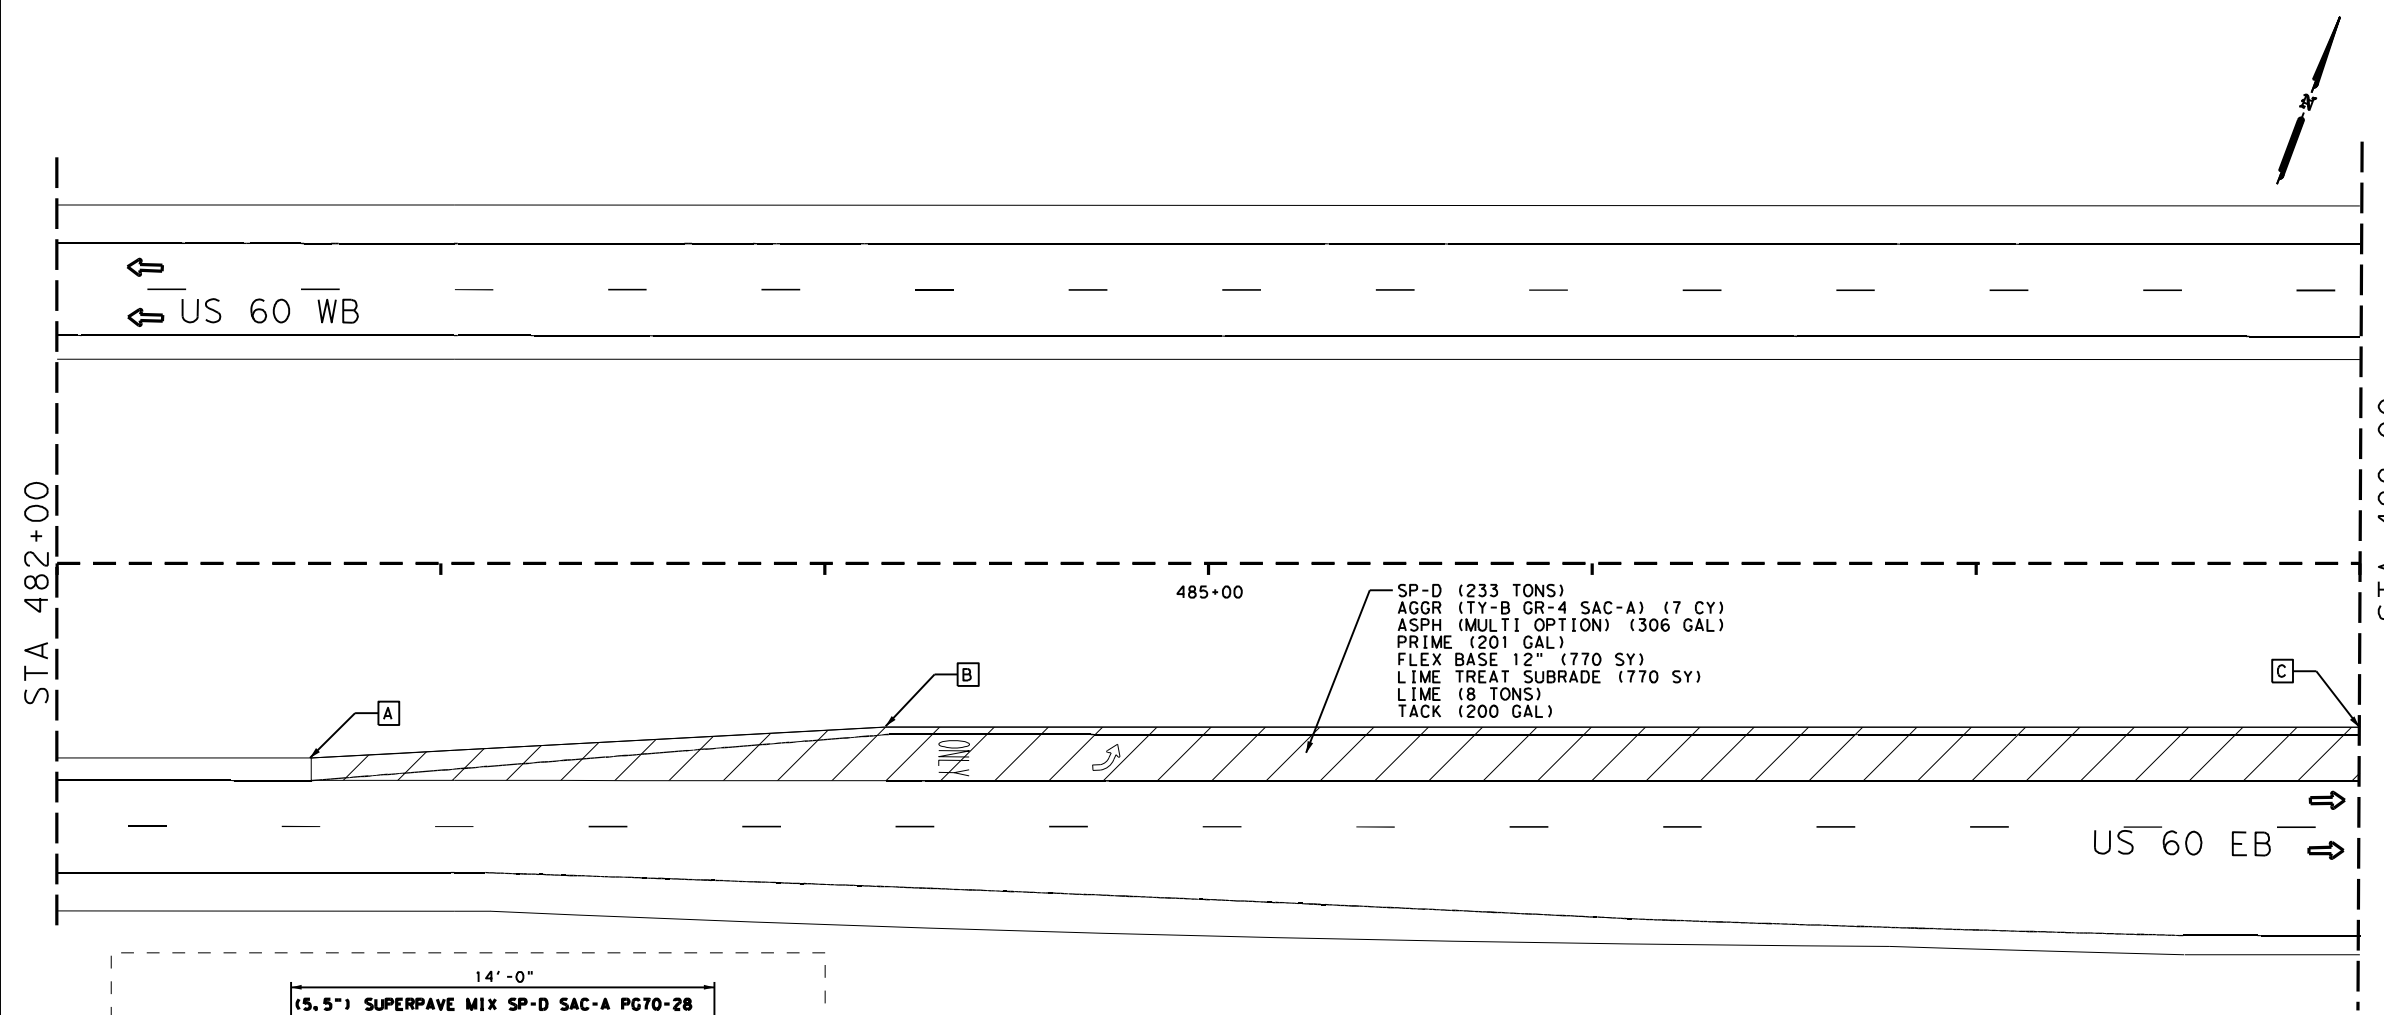 N
US 60 WB
STA 482+00
485+00
SP-D (233 TONS)
AGGR (TY-B GR-4 SAC-A) (7 CY)
ASPH (MULTI OPTION) (306 GAL)
PRIME (201 GAL)
FLEX BASE 12" (770 SY)
LIME TREAT SUBRADE (770 SY)
LIME (8 TONS)
TACK (200 GAL)
A
B
C
ONLY
US 60 EB
14'-0"
(5.5") SUPERPAVE MIX SP-D SAC-A PG70-28